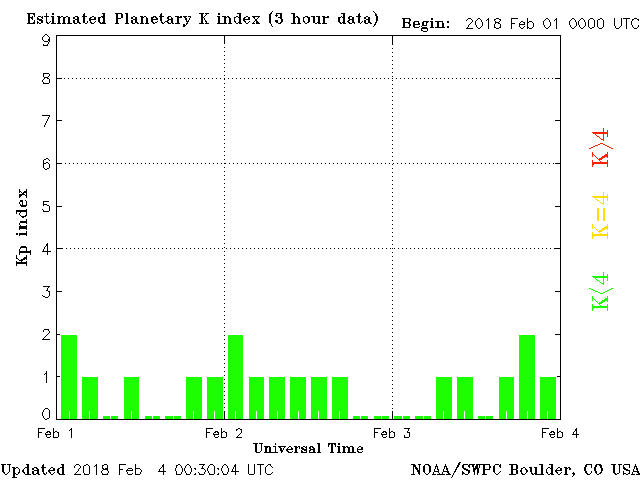 Estimated Planetary K index (3 hour data) Begin: 2018 Feb 01 0000 UTC
9
8
7
6
5
4
3
2
1
0
Kp index
K>4
K=4
K<4
Feb 1 Feb 2 Feb 3 Feb 4
Universal Time
Updated 2018 Feb 4 00:30:04 UTC NOAA/SWPC Boulder, CO USA